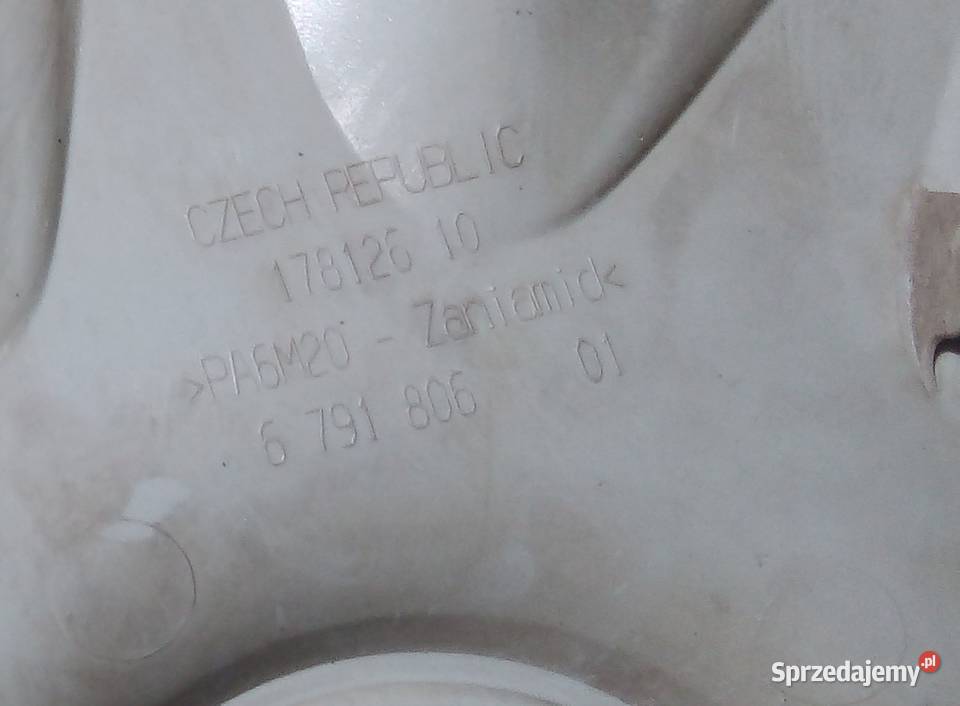 CZECH REPUBLIC
178126 10
>PA6M20 - Zaniamid<
6 791 806 01
Sprzedajemy.pl